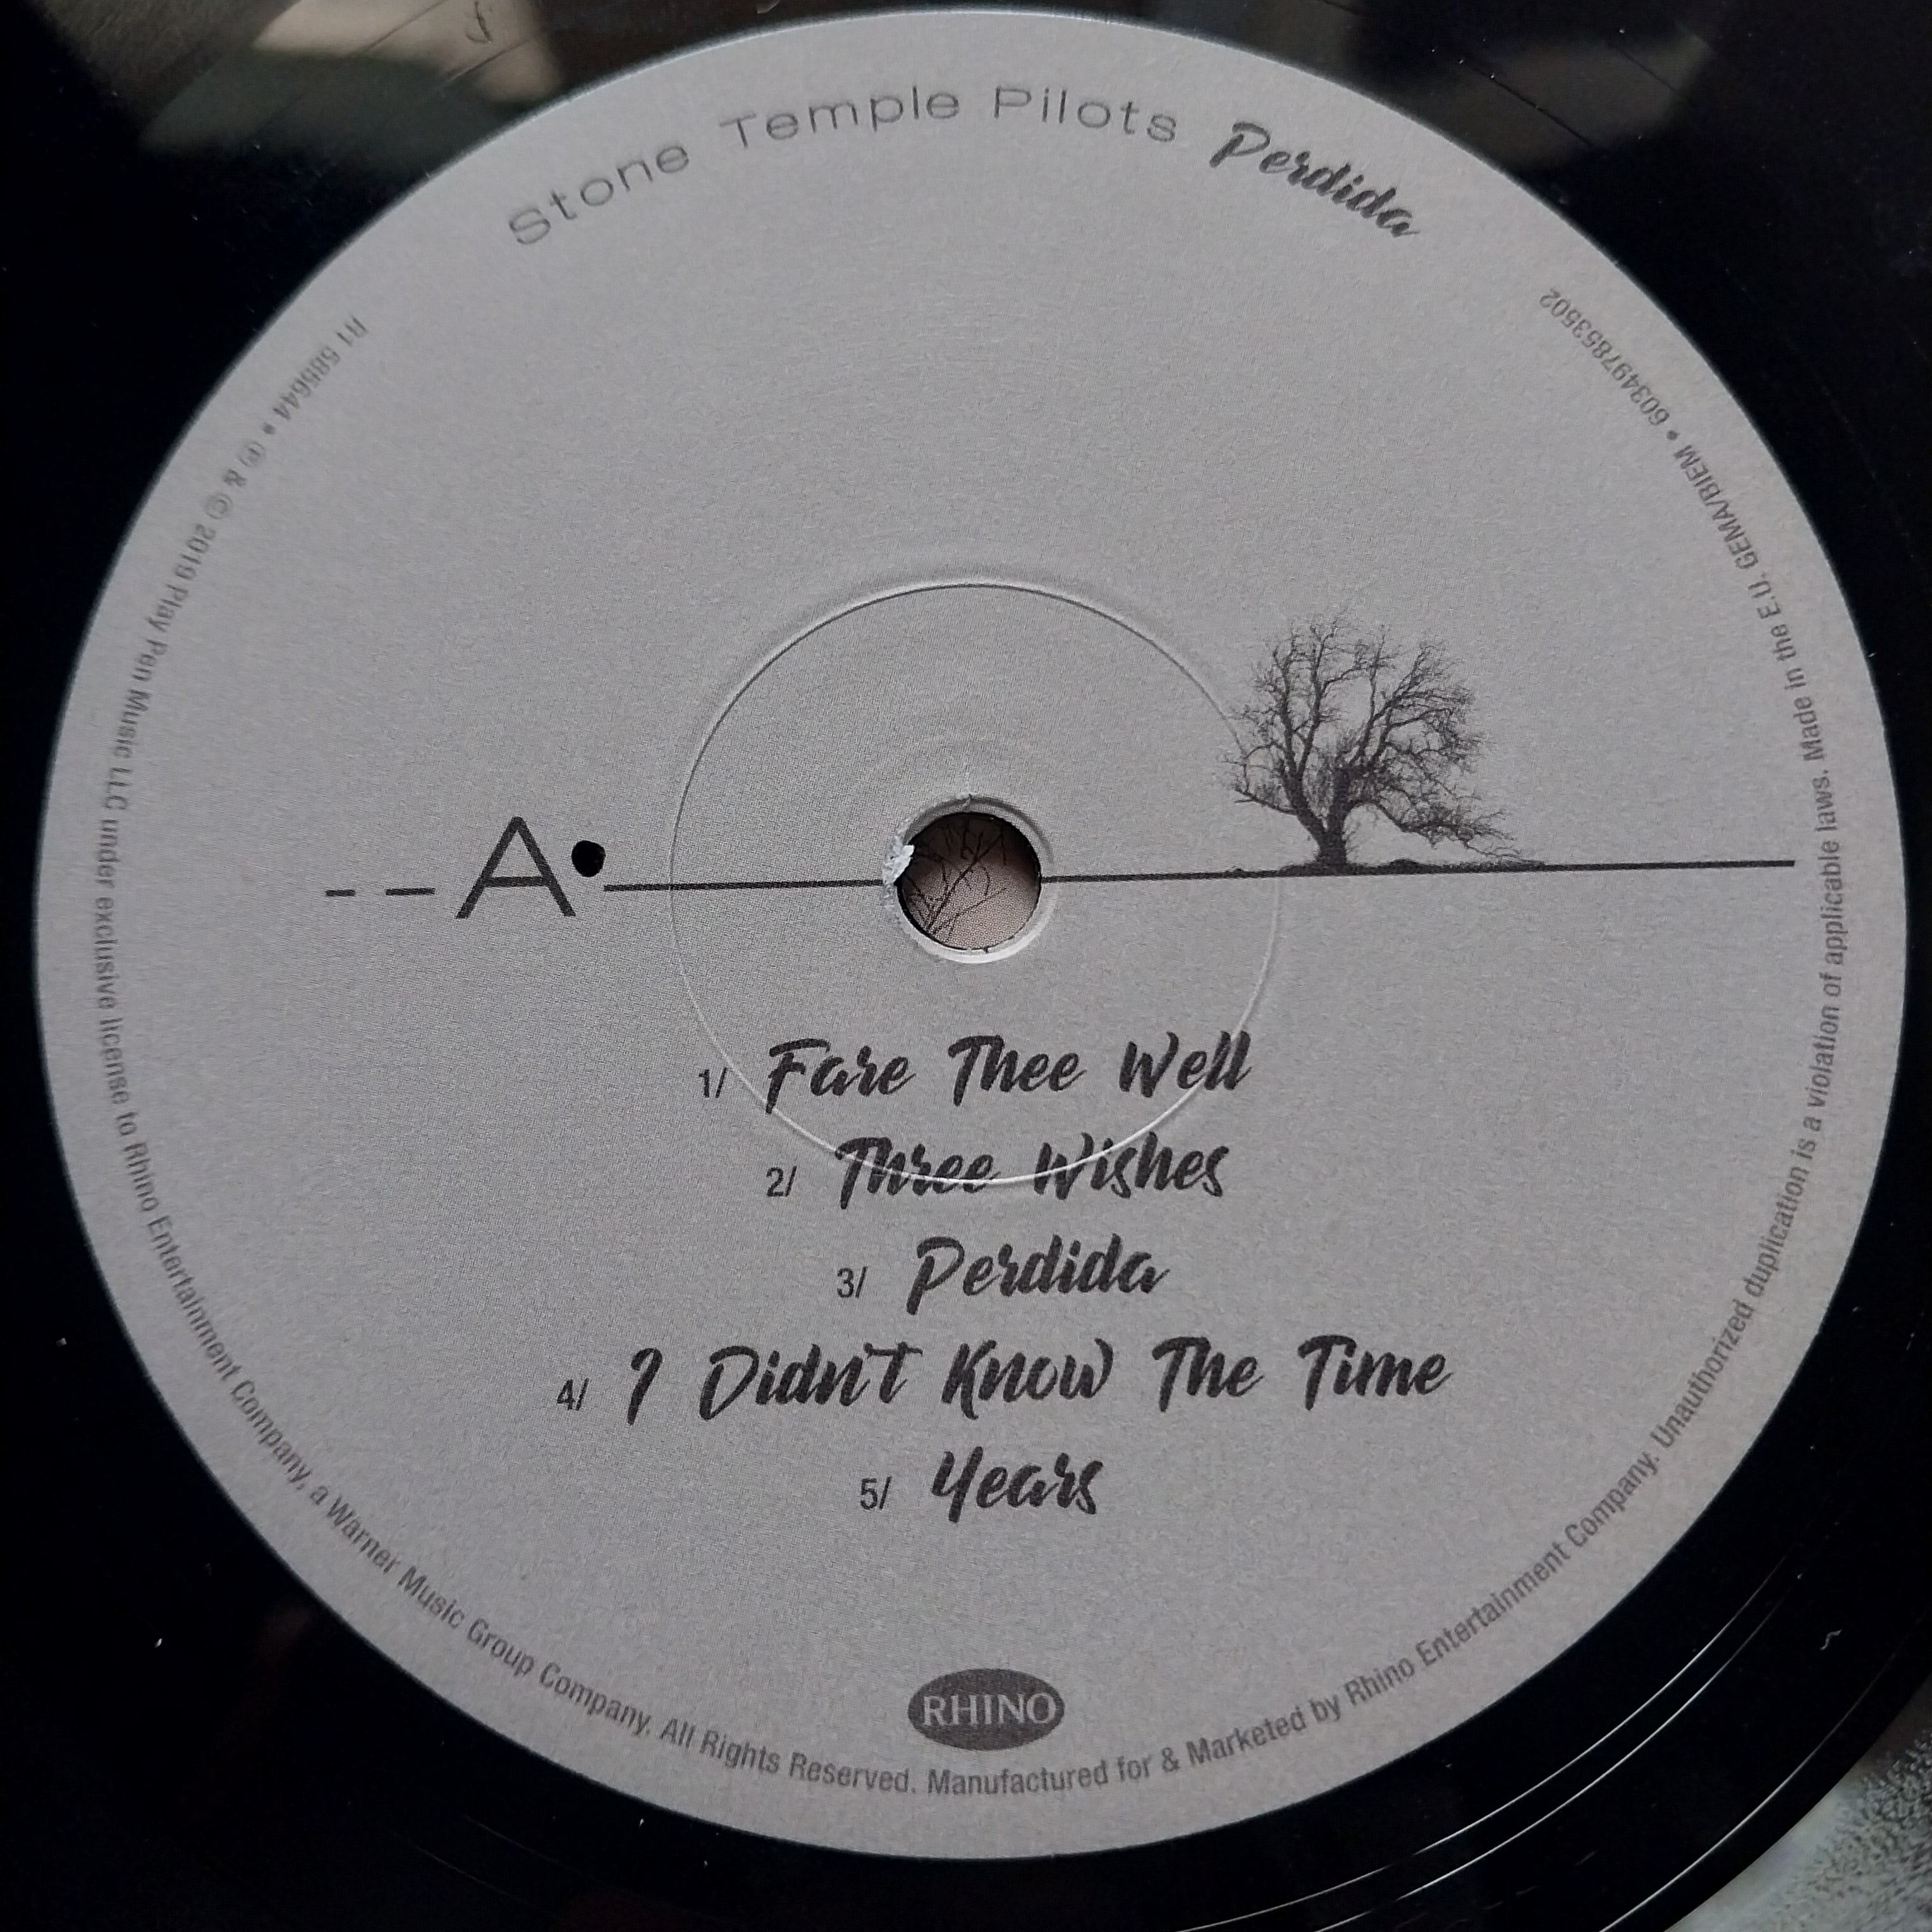 Stone Temple Pilots Perdida
A
1/ Fare Thee Well
2/ Three Wishes
3/ Perdida
4/ I Didn't Know The Time
5/ Years
RHINO
R1 585644 • ℗ & © 2019 Play Pen Music LLC under exclusive license to Rhino Entertainment Company, a Warner Music Group Company. All Rights Reserved. Manufactured for & Marketed by Rhino Entertainment Company. Unauthorized duplication is a violation of applicable laws. Made in the E.U. GEMA/BIEM • 603497853502